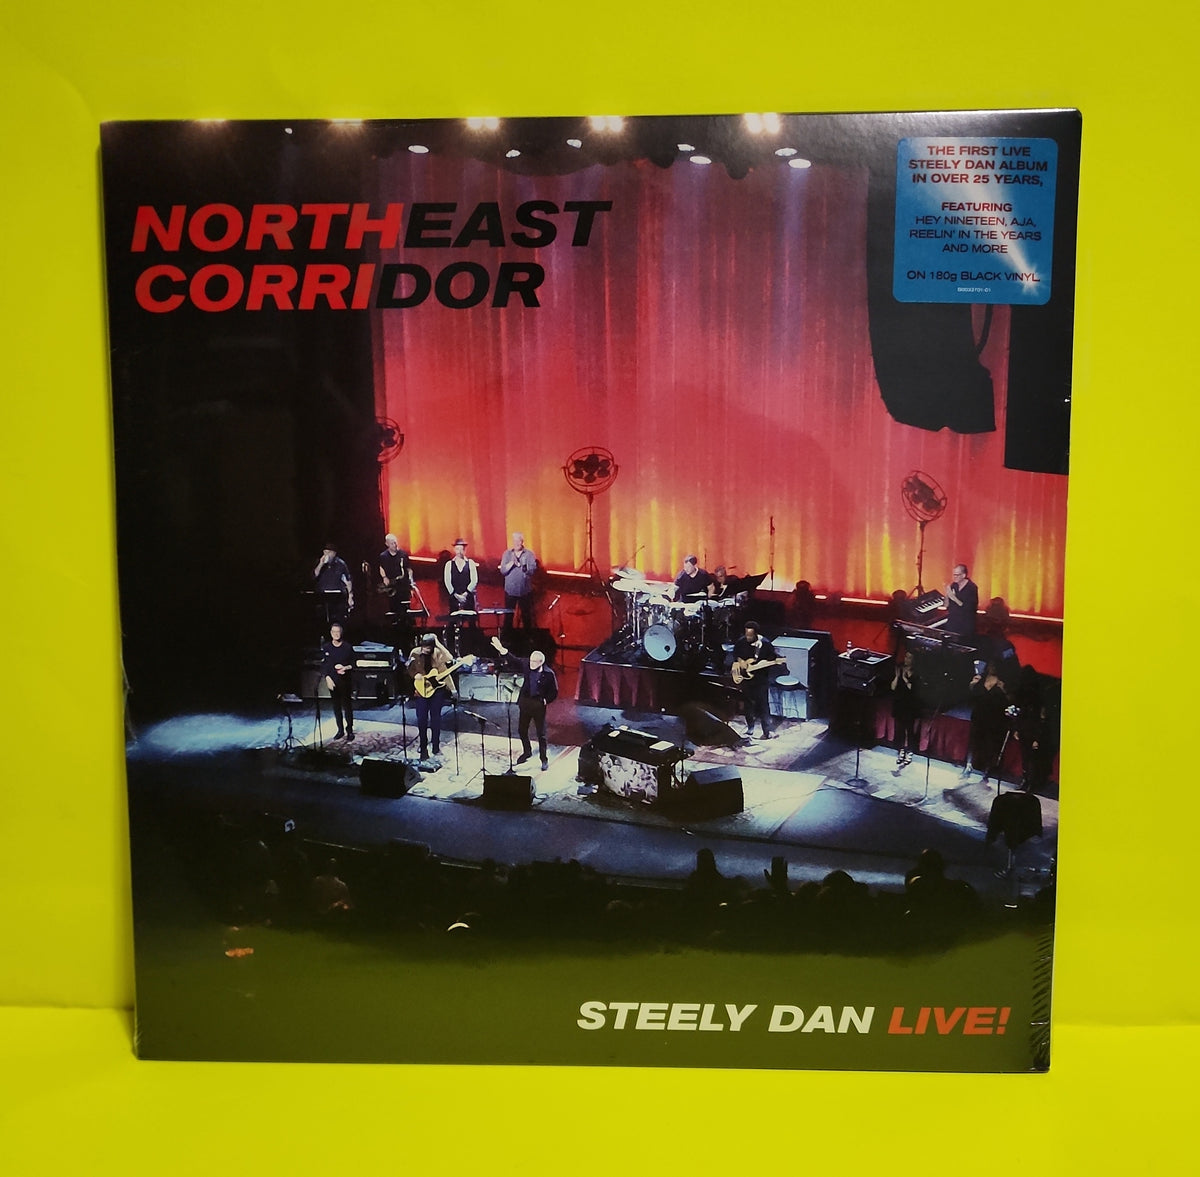 NORTHEAST
CORRIDOR
THE FIRST LIVE
STEELY DAN ALBUM
IN OVER 25 YEARS,
FEATURING
HEY NINETEEN, AJA,
REELIN' IN THE YEARS
AND MORE
ON 180g BLACK VINYL.
STEELY DAN LIVE!